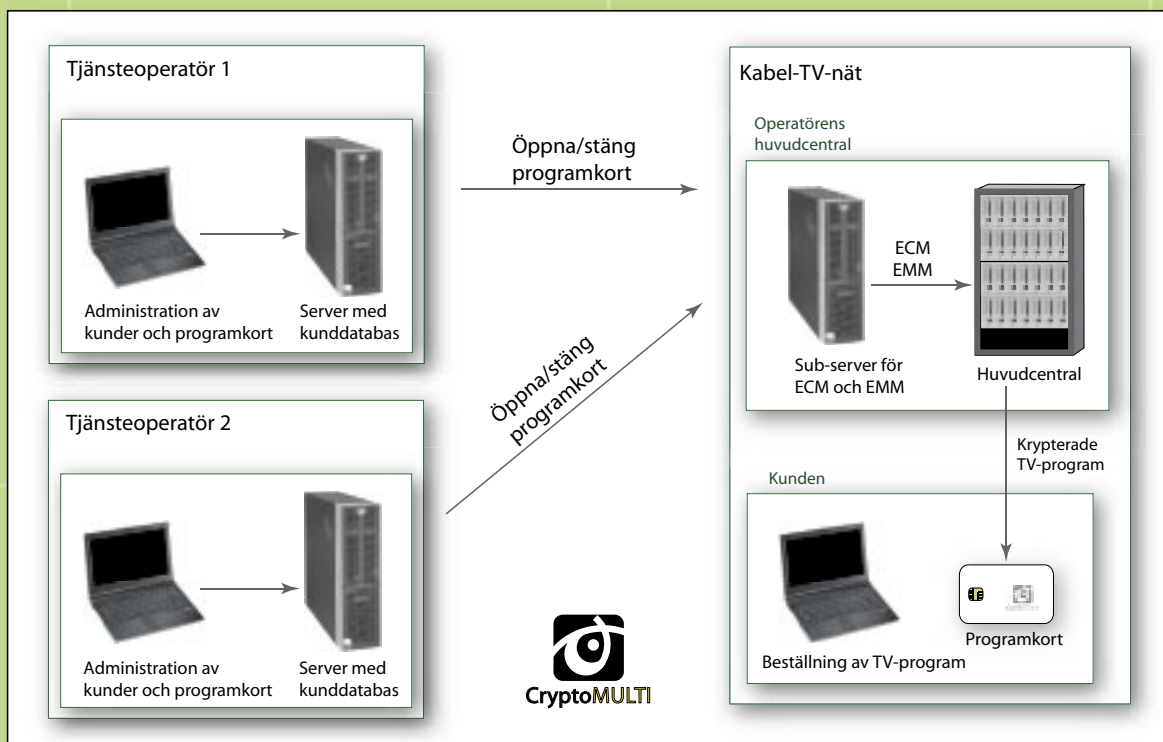 Tjänsteoperatör 1
Administration av
kunder och programkort
Server med
kunddatabas
Öppna/stäng
programkort
Tjänsteoperatör 2
Administration av
kunder och programkort
Server med
kunddatabas
Öppna/stäng
programkort
CryptoMULTI
Kabel-TV-nät
Operatörens
huvudcentral
ECM
EMM
Sub-server för
ECM och EMM
Huvudcentral
Krypterade
TV-program
Kunden
Beställning av TV-program
Programkort